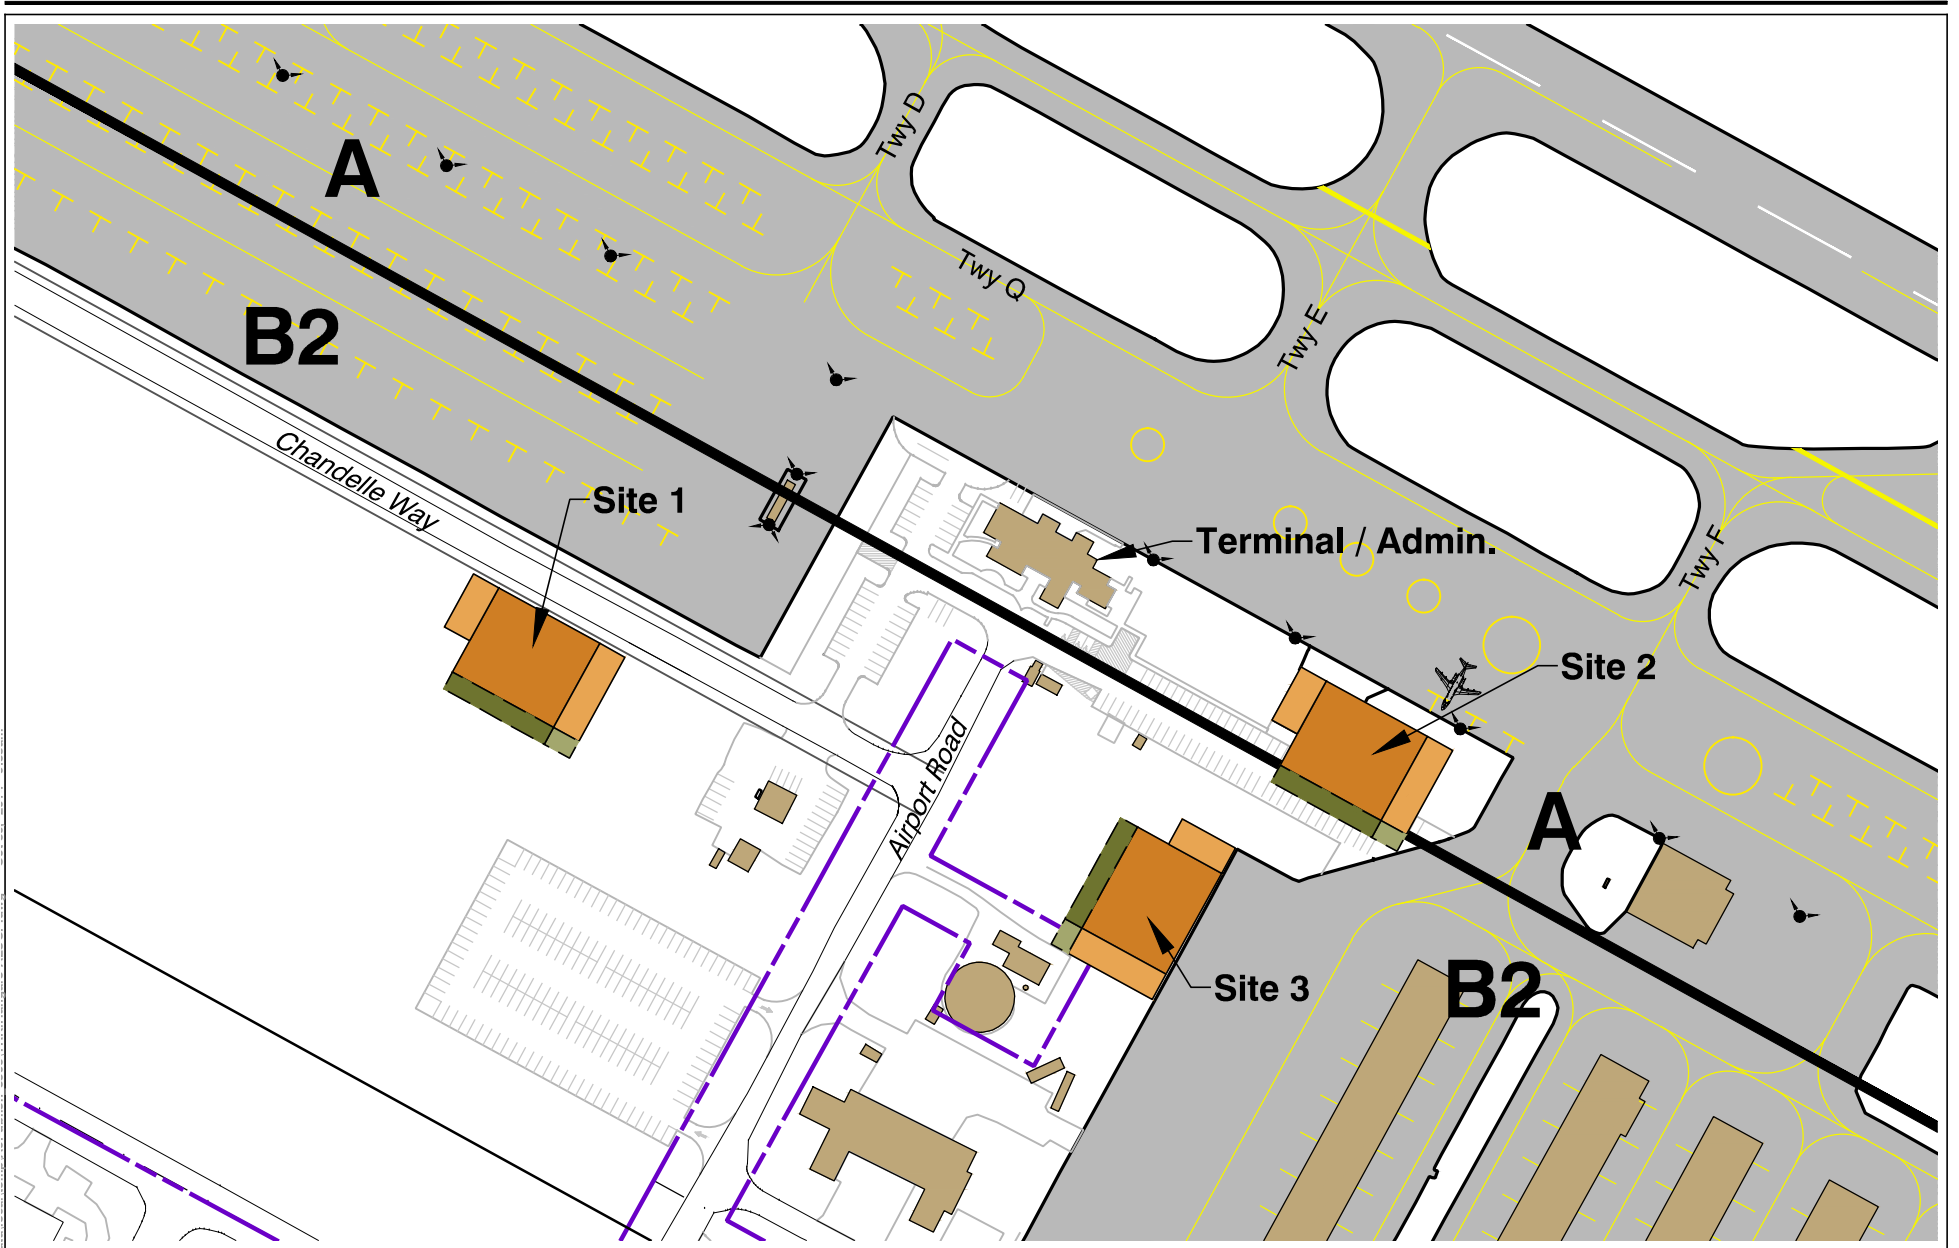 Twy D
A
Twy Q
B2
Twy E
Chandelle Way
Site 1
Terminal / Admin.
Twy F
Site 2
Airport Road
A
Site 3
B2